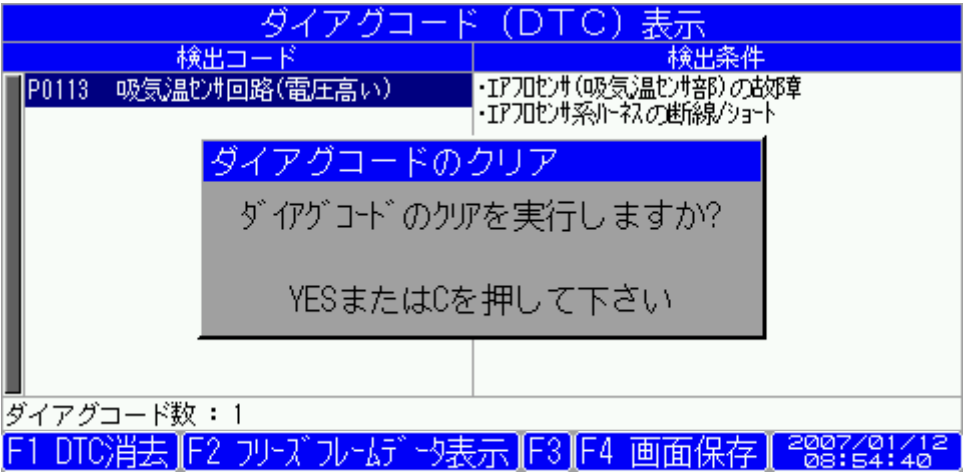 ダイアグコード(DTC)表示
検出コード
検出条件
P0113 吸気温ｾﾝｻ回路(電圧高い)
･ｴｱﾌﾛｾﾝｻ(吸気温ｾﾝｻ部)の故障
･ｴｱﾌﾛｾﾝｻ系ﾊｰﾈｽの断線/ｼｮｰﾄ
ダイアグコードのクリア
ﾀﾞｲｱｸﾞｺｰﾄﾞのｸﾘｱを実行しますか?
YESまたはCを押して下さい
ダイアグコード数:1
F1 DTC消去 F2 ﾌﾘｰｽﾞﾌﾚｰﾑﾃﾞｰﾀ表示 F3 F4 画面保存 2007/01/12
08:54:40